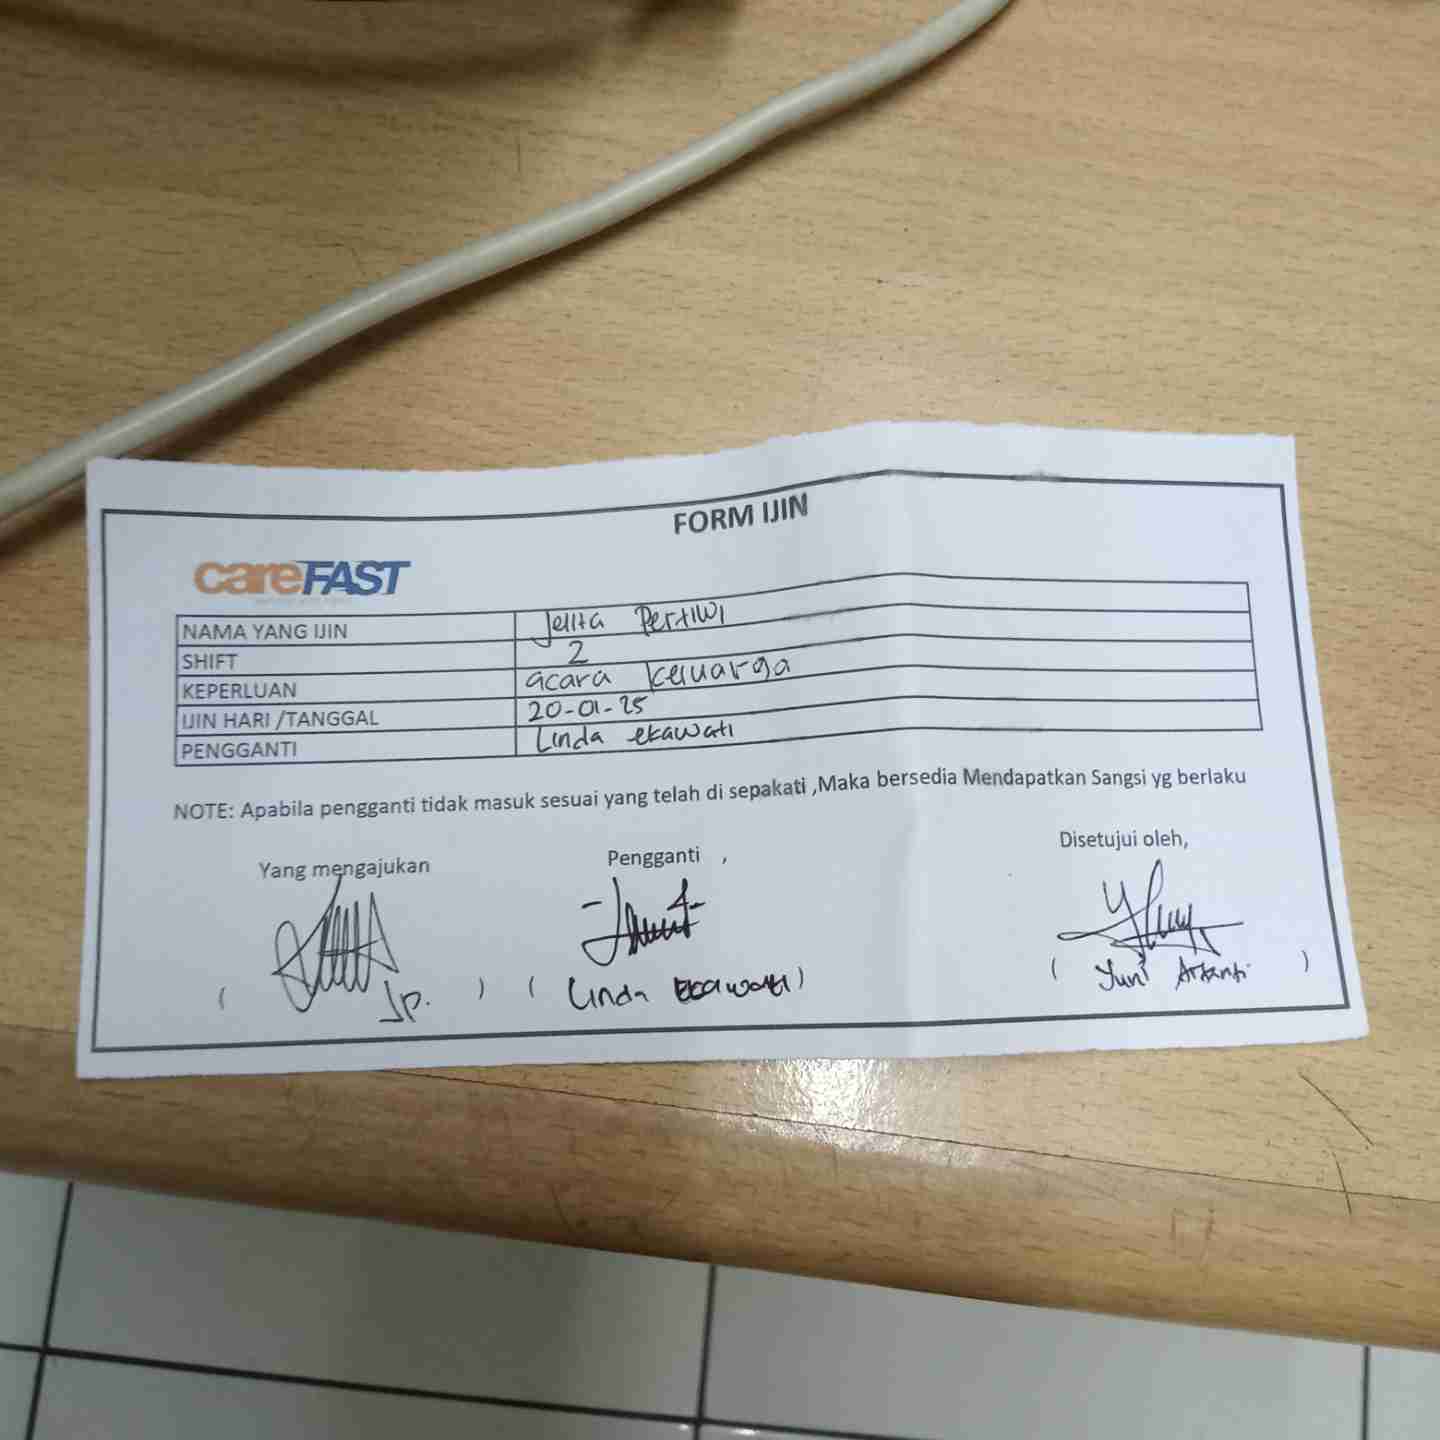 FORM IJIN
careFAST
NAMA YANG IJIN Jelita Pertiwi
SHIFT 2
KEPERLUAN acara keluarga
IJIN HARI /TANGGAL 20-01-25
PENGGANTI Linda ekawati
NOTE: Apabila pengganti tidak masuk sesuai yang telah di sepakati ,Maka bersedia Mendapatkan Sangsi yg berlaku
Yang mengajukan Pengganti , Disetujui oleh,
( Jp. ) ( Linda Ekawati) ( Yuni Artanti )